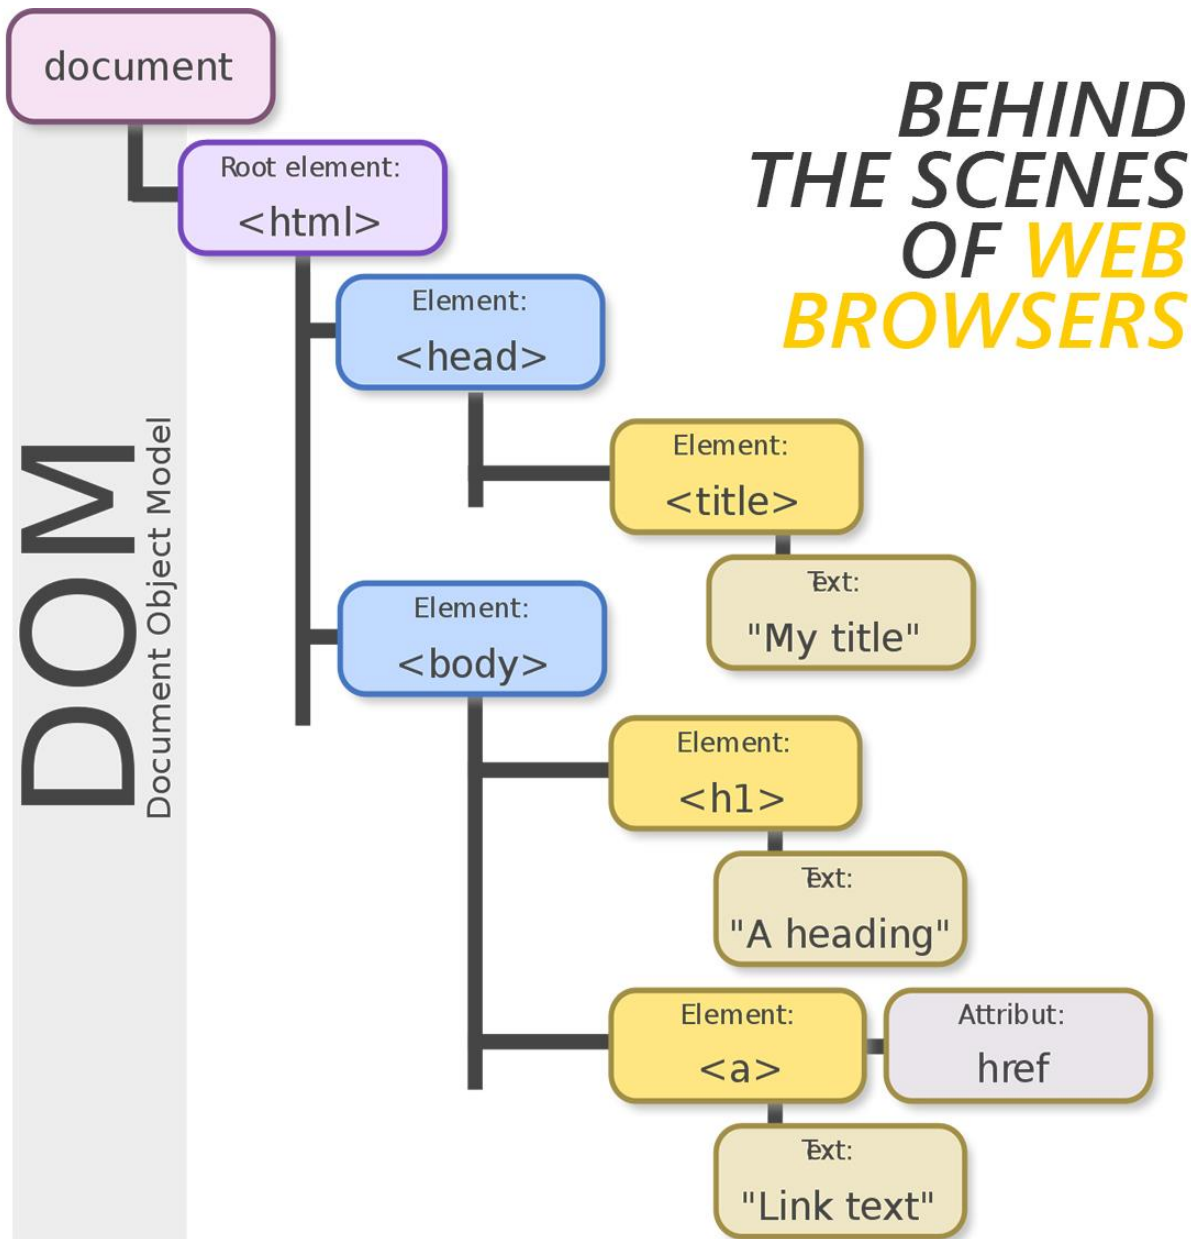 document
BEHIND
THE SCENES
OF WEB
BROWSERS
Root element:
<html>
Element:
<head>
Element:
<title>
Text:
"My title"
DOM
Document Object Model
Element:
<body>
Element:
<h1>
Text:
"A heading"
Element:
<a>
Attribut:
href
Text:
"Link text"